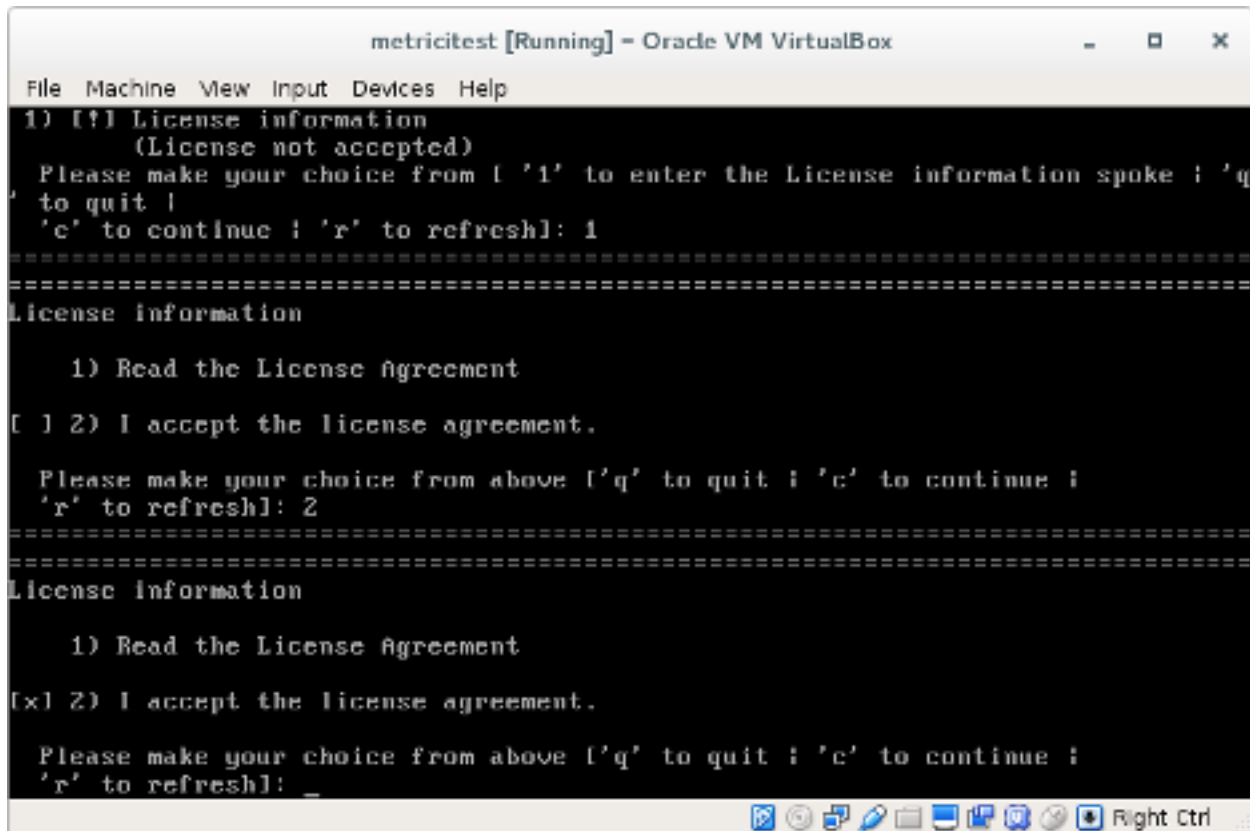 metricitest [Running] - Oracle VM VirtualBox
File Machine View Input Devices Help
1) [!] License information
(License not accepted)
Please make your choice from [ '1' to enter the License information spoke | 'q
' to quit |
'c' to continue | 'r' to refresh]: 1
================================================================================
================================================================================
License information
1) Read the License Agreement
[ ] 2) I accept the license agreement.
Please make your choice from above ['q' to quit | 'c' to continue |
'r' to refresh]: 2
================================================================================
================================================================================
License information
1) Read the License Agreement
[x] 2) I accept the license agreement.
Please make your choice from above ['q' to quit | 'c' to continue |
'r' to refresh]: _
Right Ctrl